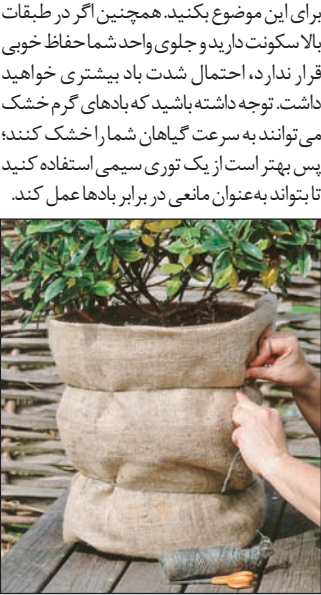 برای این موضوع بکنید. همچنین اگر در طبقات
بالا سکونت دارید و جلوی واحد شما حفاظ خوبی
قرار ندارد، احتمال شدت باد بیشتری خواهید
داشت. توجه داشته باشید که بادهای گرم خشک
می‌توانند به سرعت گیاهان شما را خشک کنند؛
پس بهتر است از یک توری سیمی استفاده کنید
تا بتواند به‌عنوان مانعی در برابر بادها عمل کند.